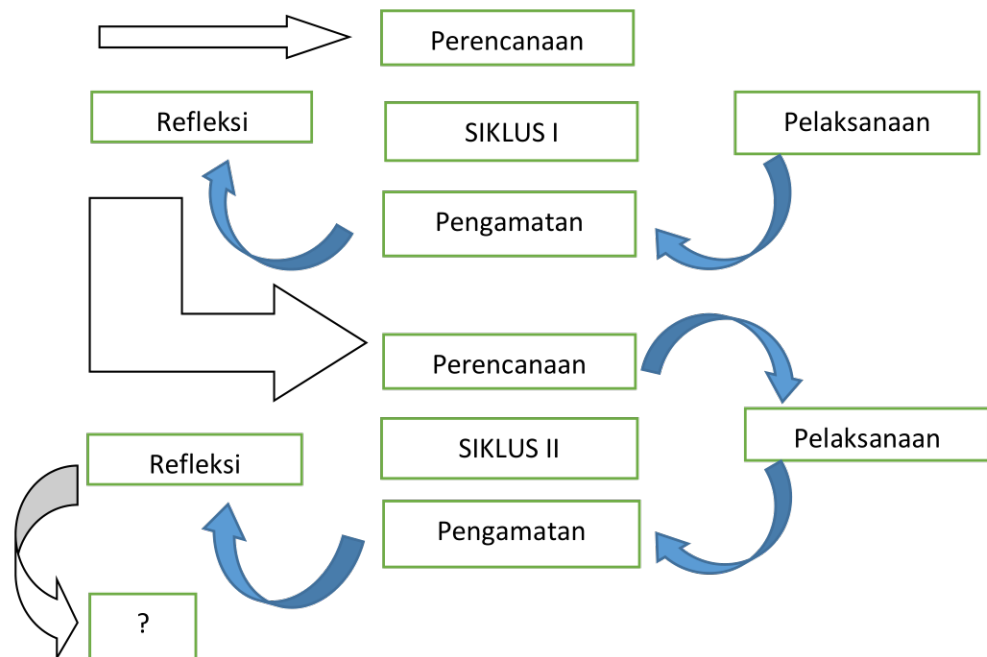 Perencanaan
Refleksi
SIKLUS I
Pelaksanaan
Pengamatan
Perencanaan
Refleksi
SIKLUS II
Pelaksanaan
Pengamatan
?